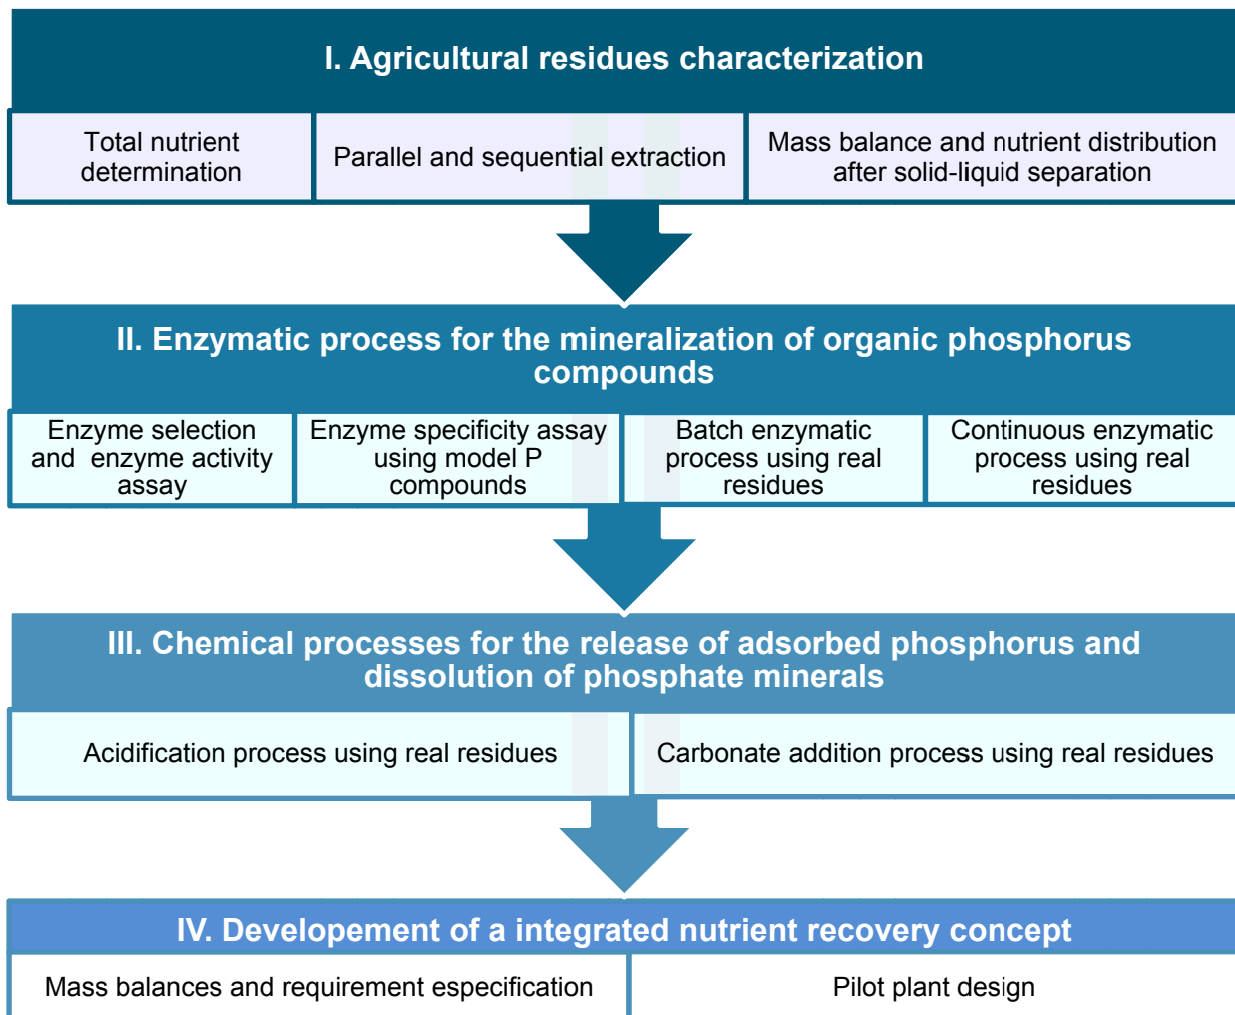 I. Agricultural residues characterization
Total nutrient
determination
Parallel and sequential extraction
Mass balance and nutrient distribution
after solid-liquid separation
II. Enzymatic process for the mineralization of organic phosphorus
compounds
Enzyme selection
and enzyme activity
assay
Enzyme specificity assay
using model P
compounds
Batch enzymatic
process using real
residues
Continuous enzymatic
process using real
residues
III. Chemical processes for the release of adsorbed phosphorus and
dissolution of phosphate minerals
Acidification process using real residues
Carbonate addition process using real residues
IV. Developement of a integrated nutrient recovery concept
Mass balances and requirement especification
Pilot plant design